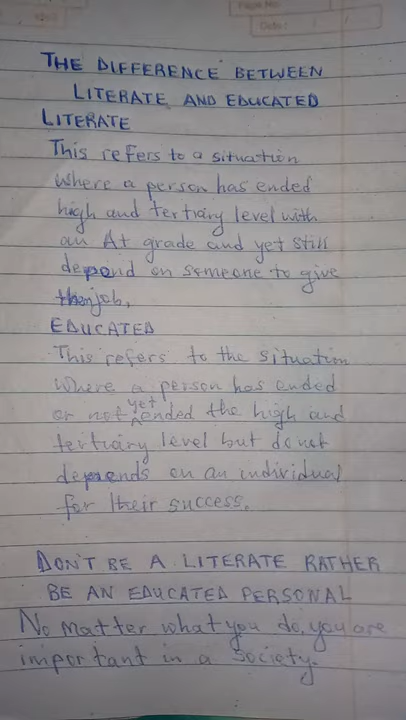 Page No:
Date:
THE DIFFERENCE BETWEEN
LITERATE AND EDUCATED
LITERATE
This refers to a situation
where a person has ended
high and tertiary level with
an At grade and yet still
depend on someone to give
them job.
EDUCATED
This refers to the situation
where a person has ended
or not yet ended the high and
tertiary level but do not
depends on an individual
for their success.
DON'T BE A LITERATE RATHER
BE AN EDUCATED PERSONAL
No matter what you do, you are
important in a society.